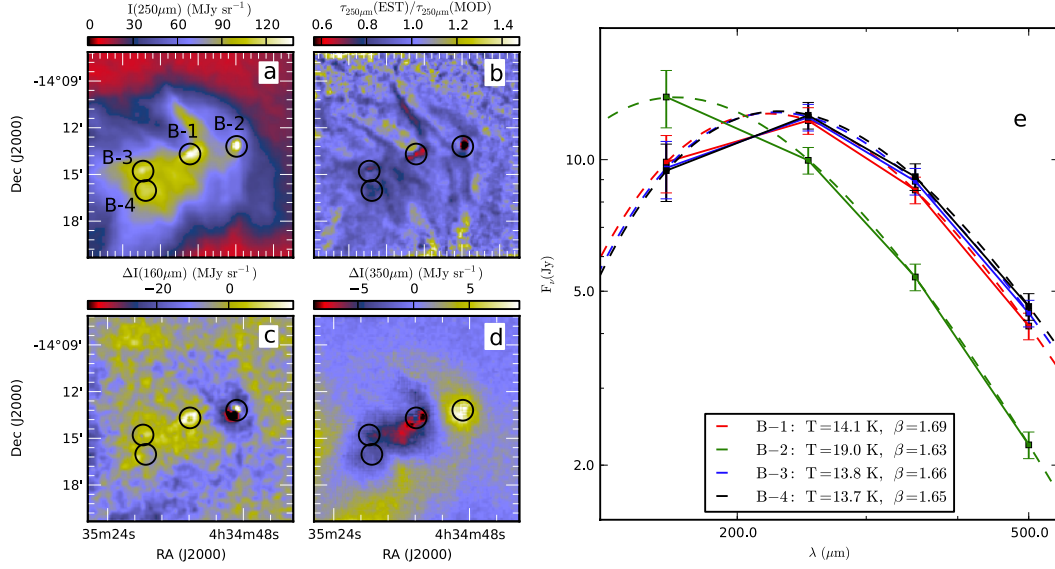 I(250μm) (MJy sr⁻¹)
0 30 60 90 120
τ250μm(EST)/τ250μm(MOD)
0.6 0.8 1.0 1.2 1.4
a
b
B-1
B-2
B-3
B-4
-14°09'
12'
15'
18'
Dec (J2000)
ΔI(160μm) (MJy sr⁻¹)
−20 0
ΔI(350μm) (MJy sr⁻¹)
−5 0 5
c
d
-14°09'
12'
15'
18'
Dec (J2000)
35m24s 4h34m48s
35m24s 4h34m48s
RA (J2000)
RA (J2000)
e
10.0
5.0
2.0
Fν(Jy)
B−1: T=14.1 K, β=1.69
B−2: T=19.0 K, β=1.63
B−3: T=13.8 K, β=1.66
B−4: T=13.7 K, β=1.65
200.0 500.0
λ (μm)